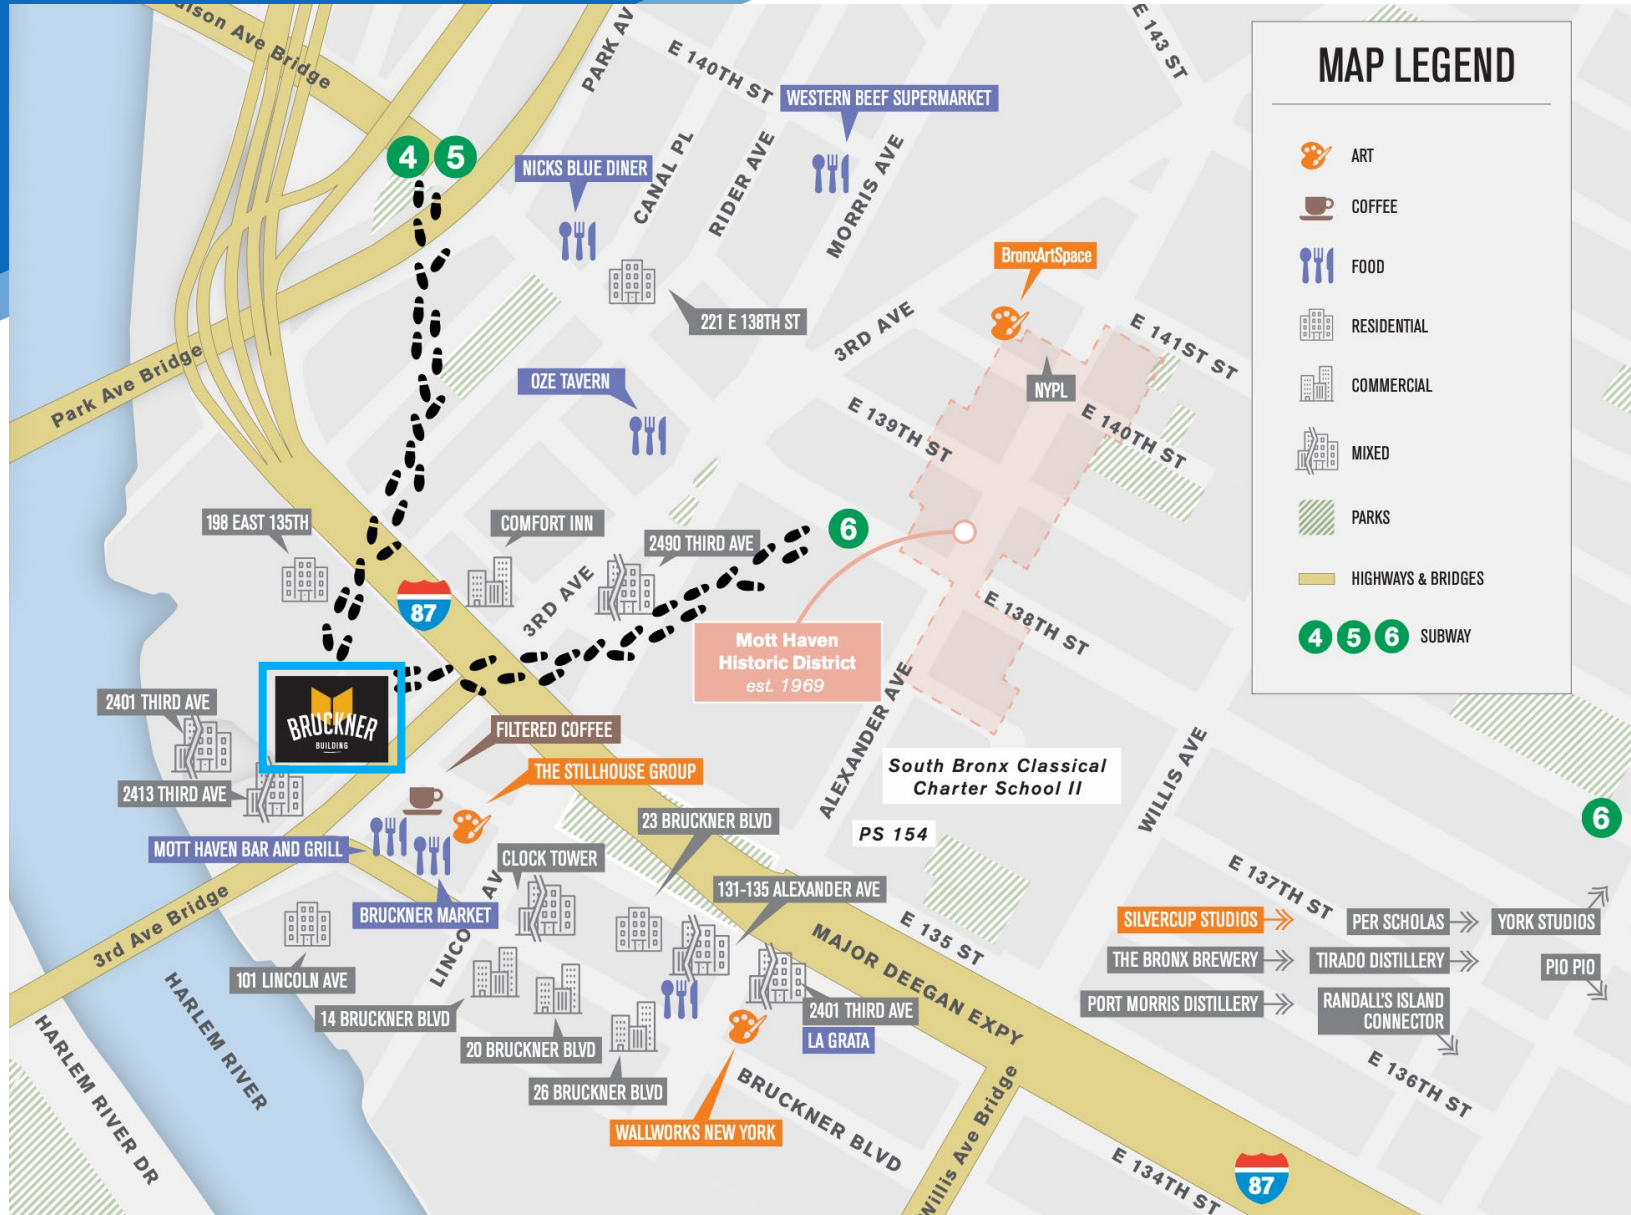 MAP LEGEND
ART
COFFEE
FOOD
RESIDENTIAL
COMMERCIAL
MIXED
PARKS
HIGHWAYS & BRIDGES
4 5 6 SUBWAY
Ave Bridge
PARK AV
E 140TH ST
E 143 ST
WESTERN BEEF SUPERMARKET
4 5
NICKS BLUE DINER
CANAL PL
RIDER AVE
MORRIS AVE
BronxArtSpace
221 E 138TH ST
3RD AVE
E 141ST ST
Park Ave Bridge
OZE TAVERN
NYPL
E 139TH ST
E 140TH ST
198 EAST 135TH
COMFORT INN
2490 THIRD AVE
6
87
3RD AVE
E 138TH ST
Mott Haven
Historic District
est. 1969
2401 THIRD AVE
BRUCKNER
BUILDING
FILTERED COFFEE
ALEXANDER AVE
WILLIS AVE
THE STILLHOUSE GROUP
South Bronx Classical
Charter School II
2413 THIRD AVE
23 BRUCKNER BLVD
PS 154
6
MOTT HAVEN BAR AND GRILL
CLOCK TOWER
131-135 ALEXANDER AVE
E 137TH ST
BRUCKNER MARKET
3rd Ave Bridge
LINCO AV
E 135 ST
SILVERCUP STUDIOS
PER SCHOLAS
YORK STUDIOS
MAJOR DEEGAN EXPY
THE BRONX BREWERY
TIRADO DISTILLERY
PIO PIO
101 LINCOLN AVE
PORT MORRIS DISTILLERY
RANDALL'S ISLAND
CONNECTOR
HARLEM RIVER
14 BRUCKNER BLVD
2401 THIRD AVE
LA GRATA
20 BRUCKNER BLVD
HARLEM RIVER DR
26 BRUCKNER BLVD
E 136TH ST
WALLWORKS NEW YORK
BRUCKNER BLVD
Willis Ave Bridge
E 134TH ST
87